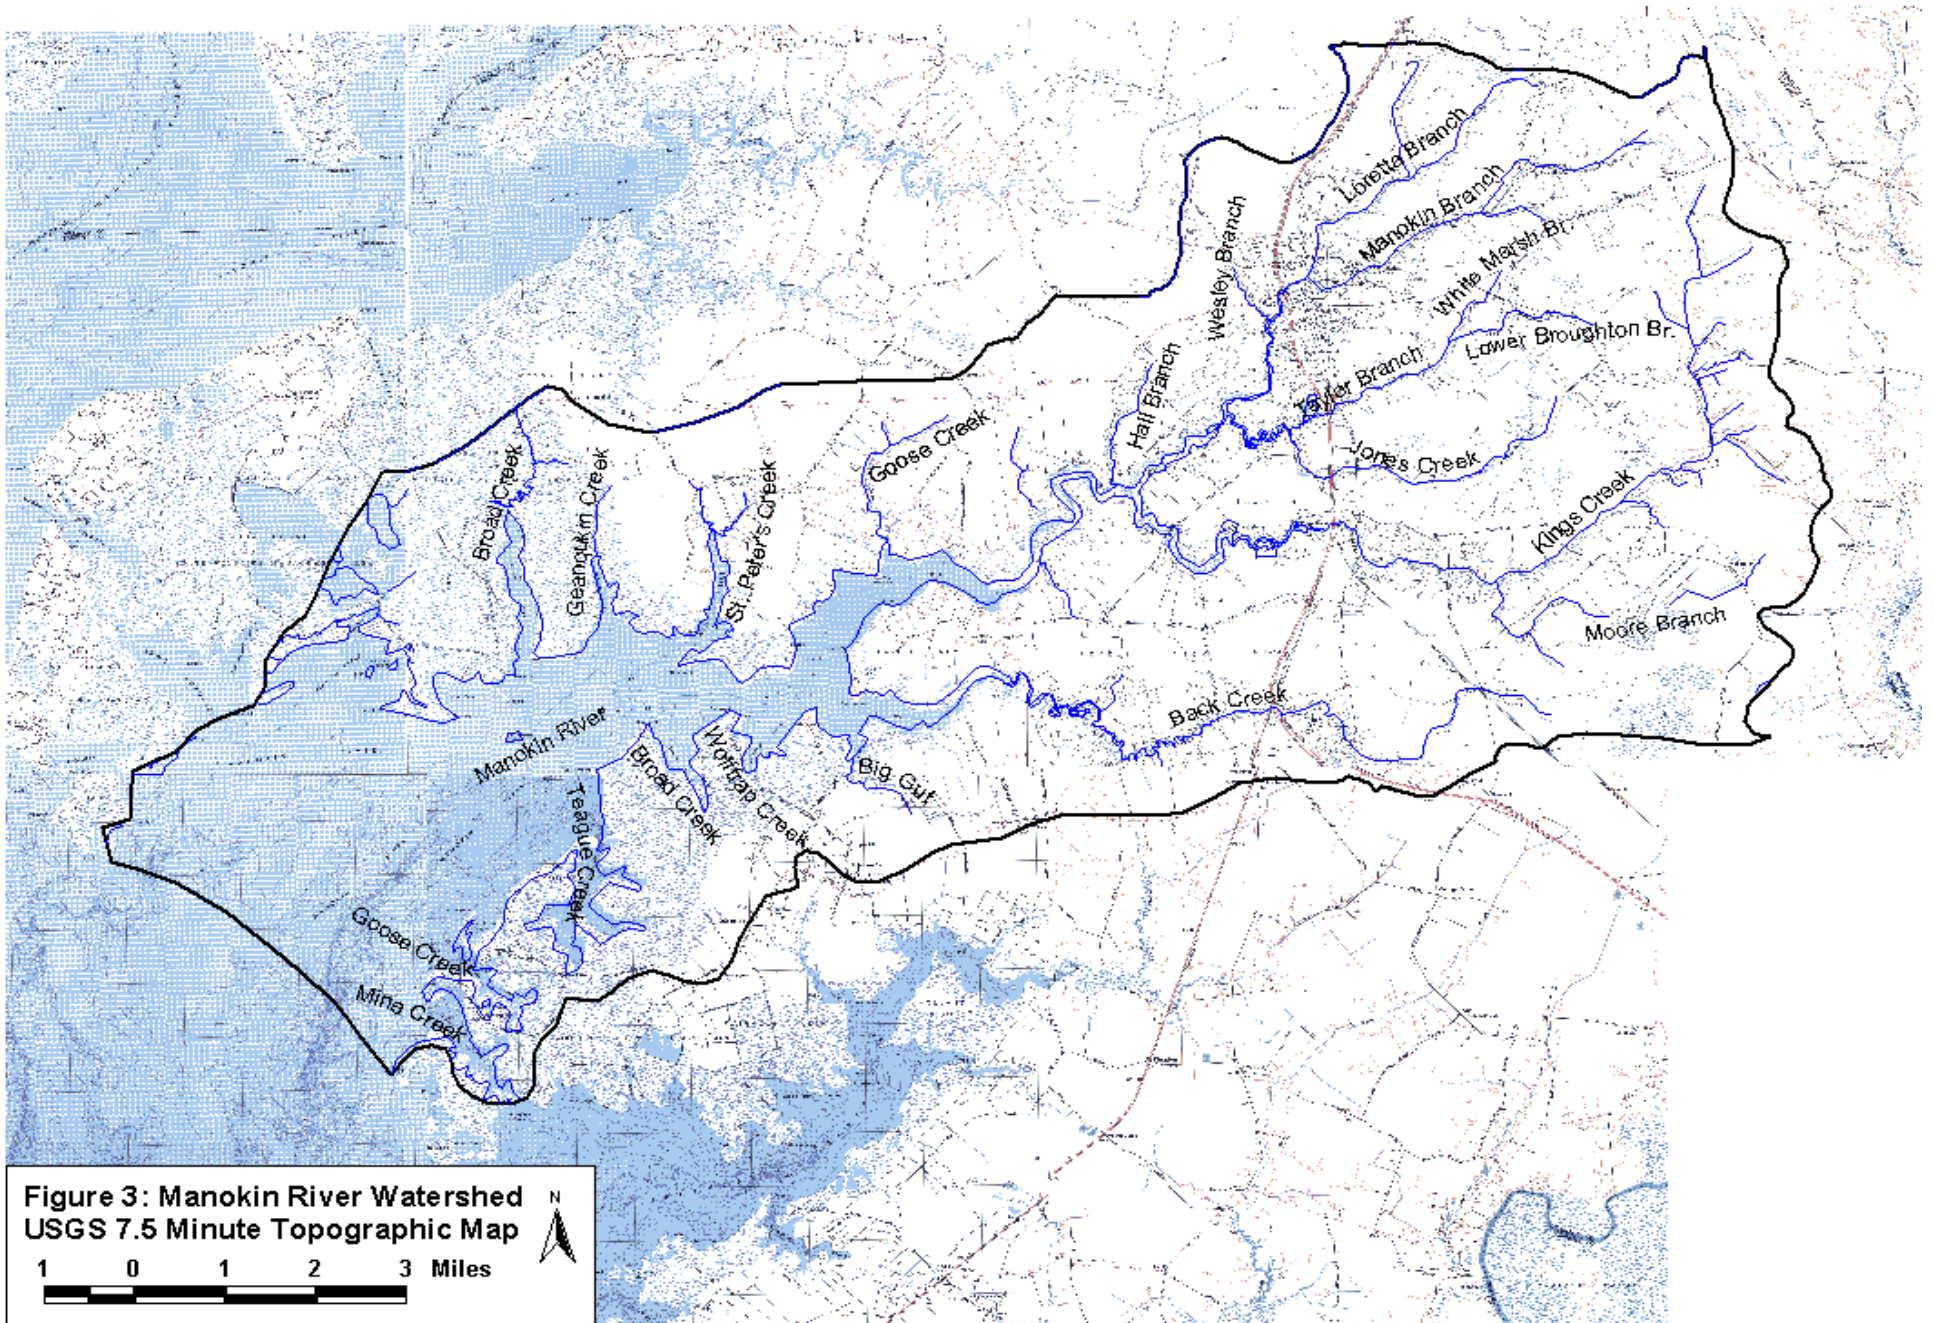 Loretta Branch
Manokin Branch
Wesley Branch
White Marsh Br.
Lower Broughton Br.
Hall Branch
Tayler Branch
Goose Creek
Jones Creek
Broad Creek
Geanoukin Creek
St. Peter's Creek
Kings Creek
Moore Branch
Back Creek
Manokin River
Broad Creek
Wolftrap Creek
Big Gut
Teague Creek
Goose Creek
Mina Creek
Figure 3: Manokin River Watershed
USGS 7.5 Minute Topographic Map
N
1 0 1 2 3 Miles